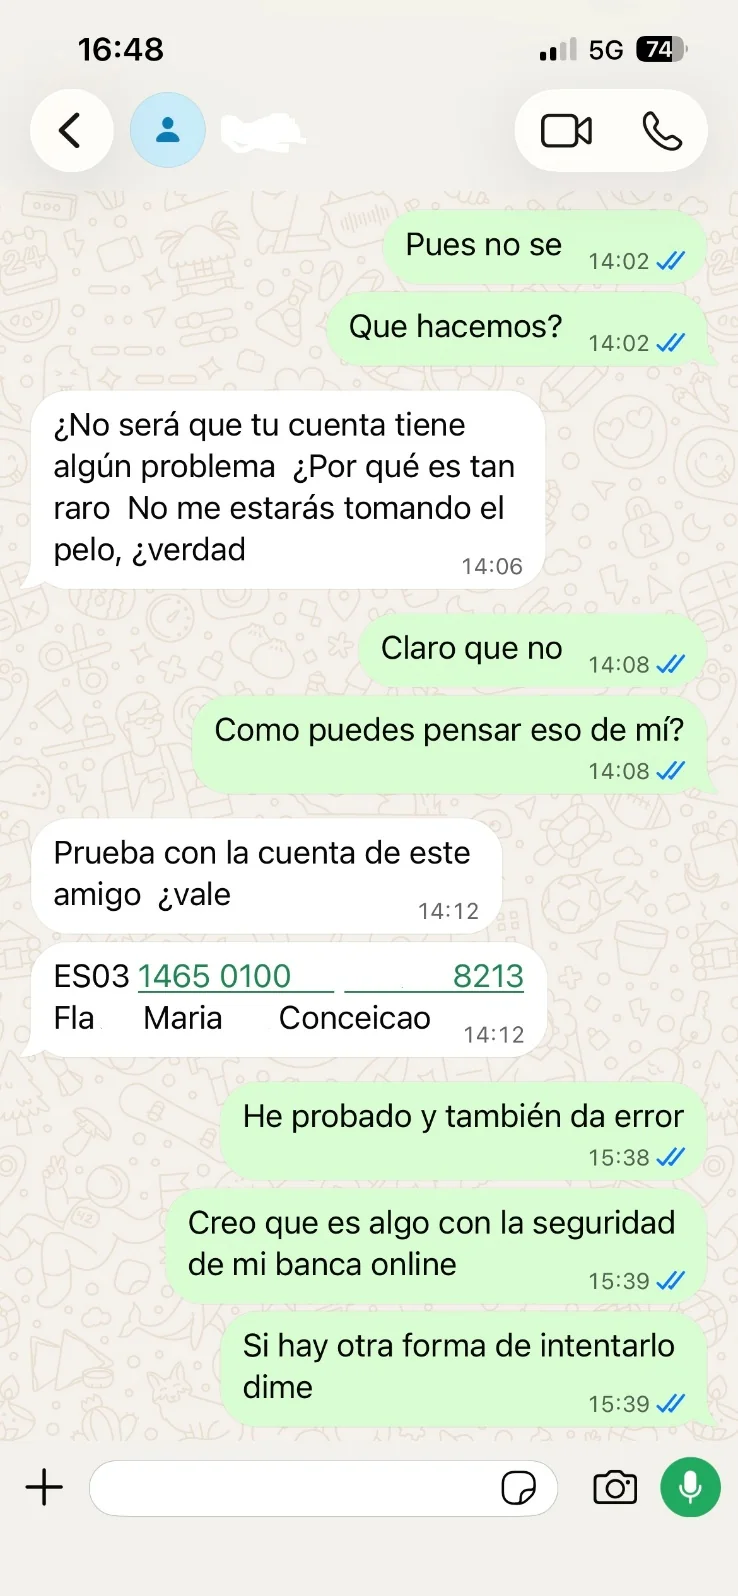 16:48
5G 74
Pues no se
14:02
Que hacemos?
14:02
¿No será que tu cuenta tiene
algún problema ¿Por qué es tan
raro No me estarás tomando el
pelo, ¿verdad
14:06
Claro que no
14:08
Como puedes pensar eso de mí?
14:08
Prueba con la cuenta de este
amigo ¿vale
14:12
ES03 1465 0100 8213
Fla Maria Conceicao
14:12
He probado y también da error
15:38
Creo que es algo con la seguridad
de mi banca online
15:39
Si hay otra forma de intentarlo
dime
15:39